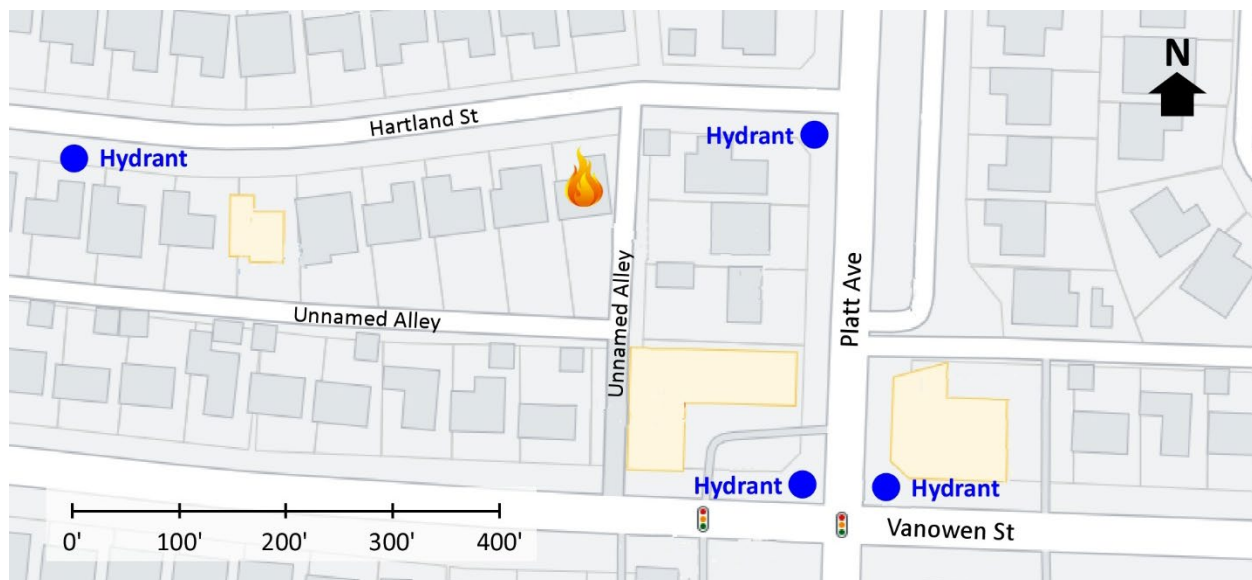 N
Hartland St
Hydrant
Hydrant
Unnamed Alley
Unnamed Alley
Platt Ave
Hydrant
Hydrant
Vanowen St
0' 100' 200' 300' 400'